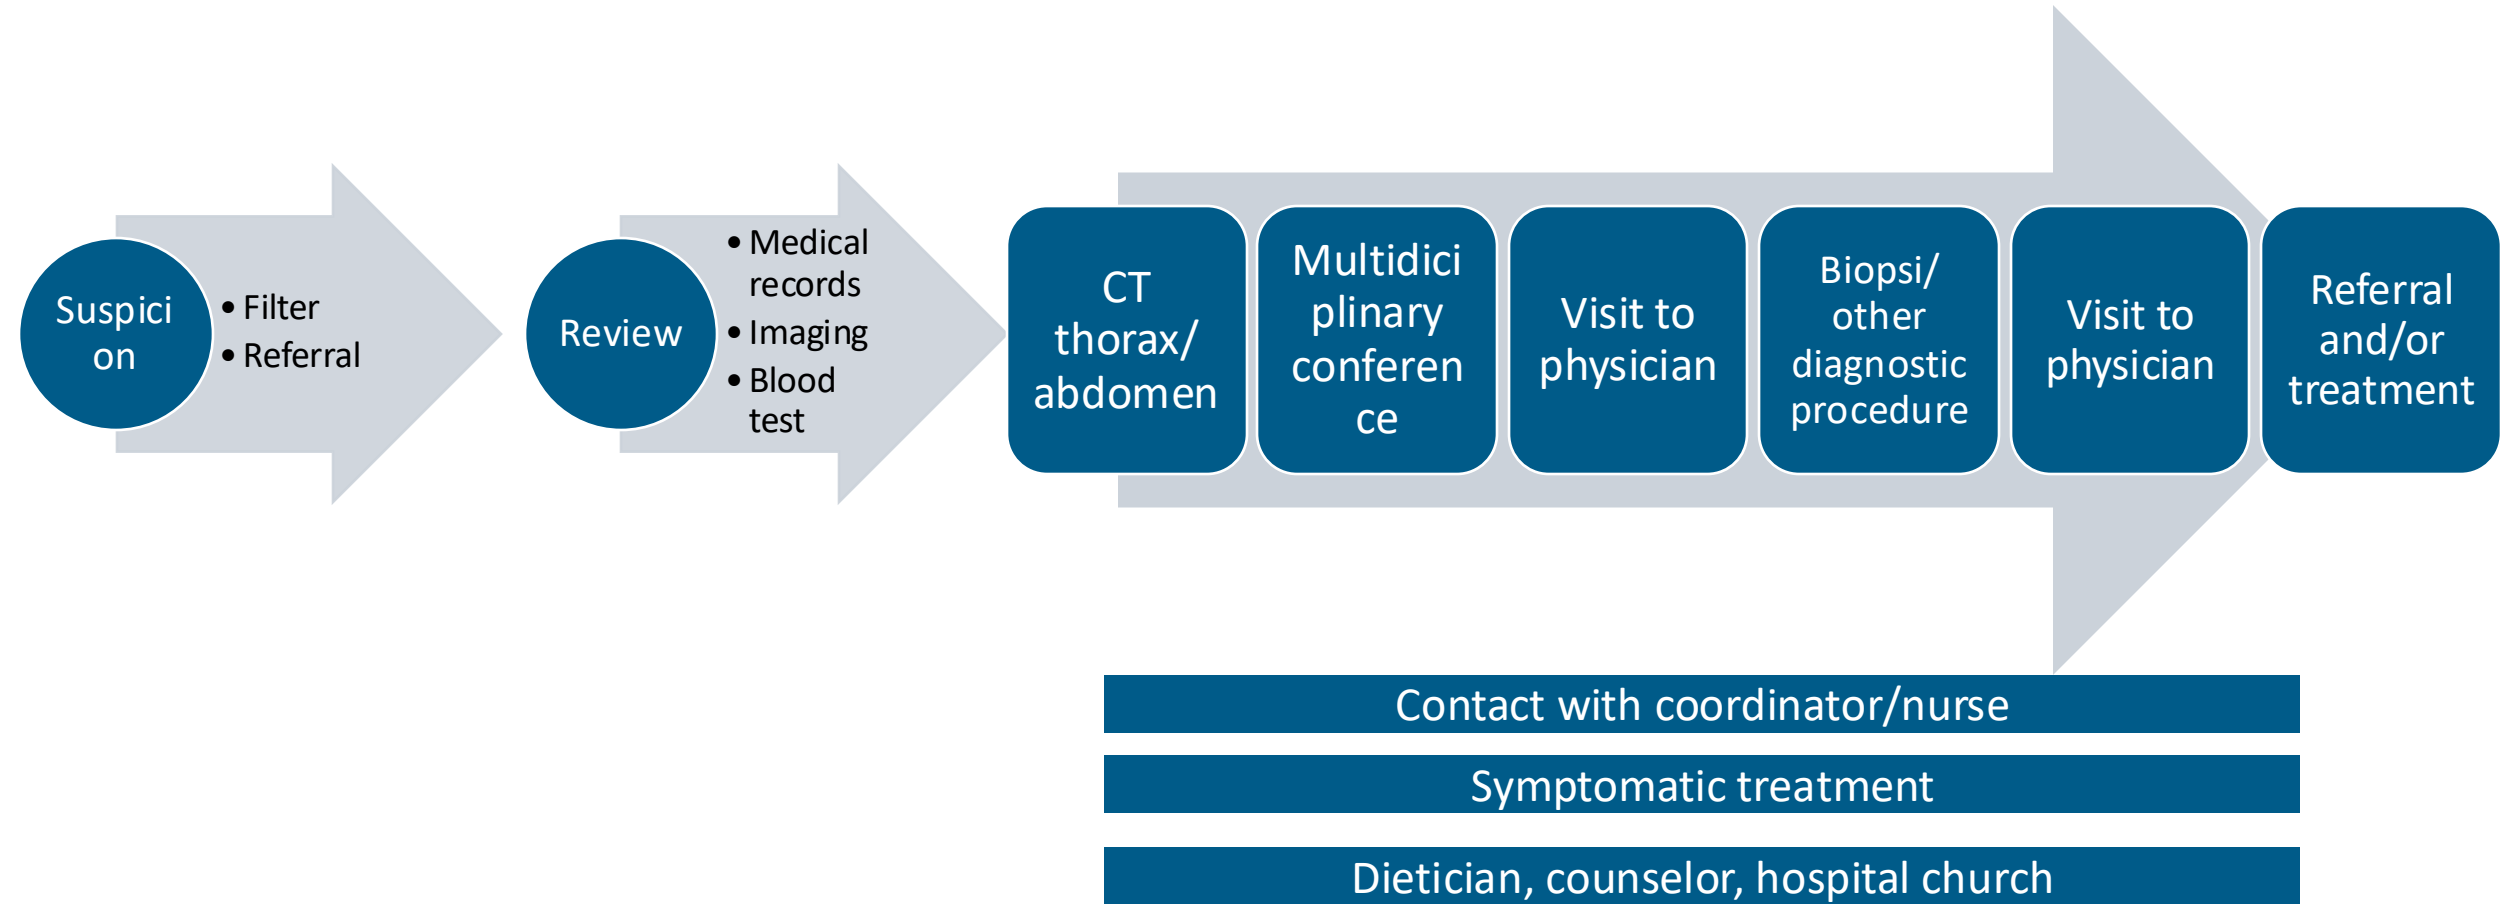 Suspici
on
• Filter
• Referral
Review
• Medical
records
• Imaging
• Blood
test
CT
thorax/
abdomen
Multidici
plinary
conferen
ce
Visit to
physician
Biopsi/
other
diagnostic
procedure
Visit to
physician
Referral
and/or
treatment
Contact with coordinator/nurse
Symptomatic treatment
Dietician, counselor, hospital church